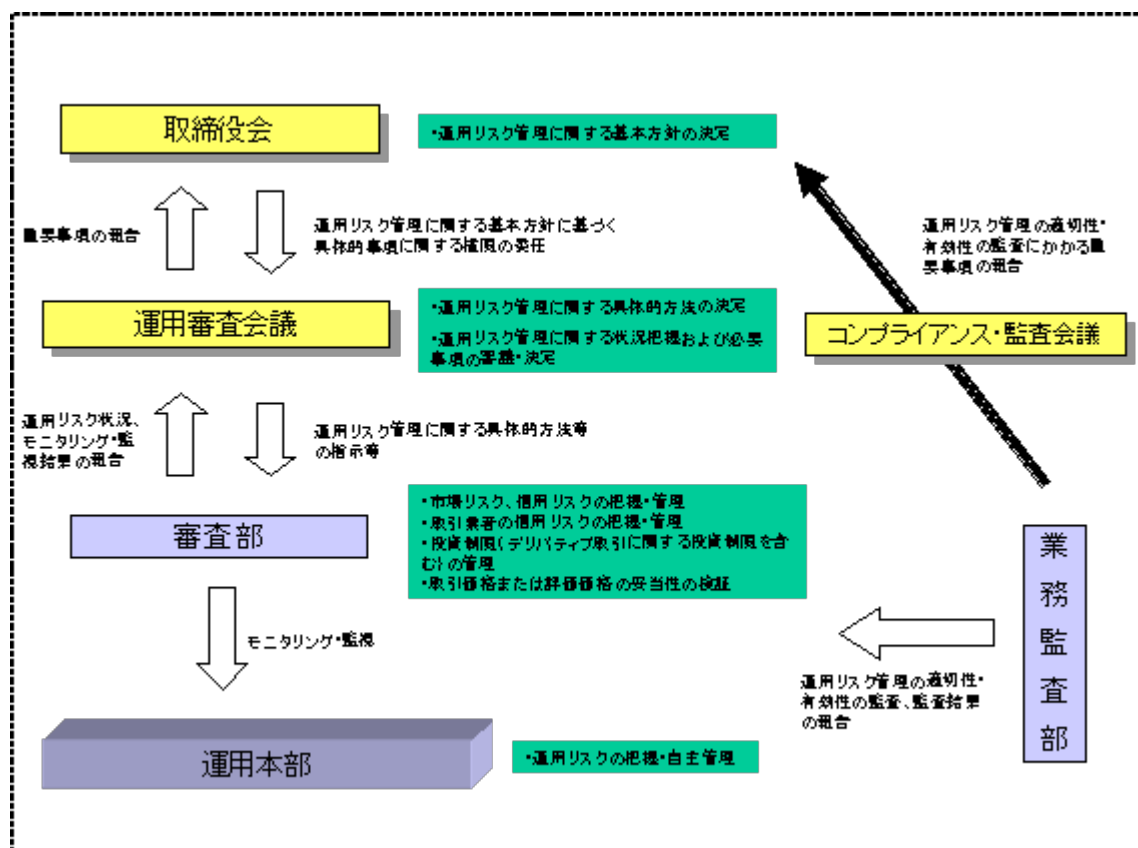 取締役会
・運用リスク管理に関する基本方針の決定
重要事項の報告
運用リスク管理に関する基本方針に基づく
具体的事項に関する権限の委任
運用リスク管理の適切性・
有効性の監査にかかる重
要事項の報告
運用審査会議
・運用リスク管理に関する具体的方法の決定
・運用リスク管理に関する状況把握および必要
事項の審議・決定
コンプライアンス・監査会議
運用リスク状況、
モニタリング・監
視結果の報告
運用リスク管理に関する具体的方法等
の指示等
審査部
・市場リスク、信用リスクの把握・管理
・取引業者の信用リスクの把握・管理
・投資制限（デリバティブ取引に関する投資制限を含
む）の管理
・取引価格または評価価格の妥当性の検証
業務監査部
モニタリング・監視
運用リスク管理の適切性・
有効性の監査、監査結果
の報告
運用本部
・運用リスクの把握・自主管理